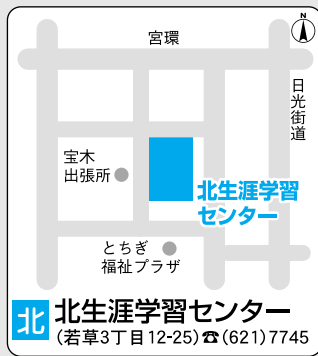 N
宮環
日光街道
宝木
出張所
北生涯学習
センター
とちぎ
福祉プラザ
北 北生涯学習センター
(若草3丁目12-25)☎(621)7745